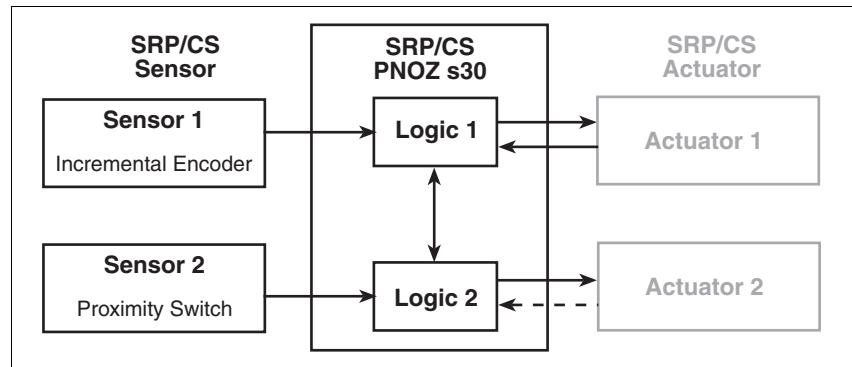 SRP/CS
Sensor
SRP/CS
PNOZ s30
SRP/CS
Actuator
Sensor 1
Incremental Encoder
Logic 1
Actuator 1
Sensor 2
Proximity Switch
Logic 2
Actuator 2